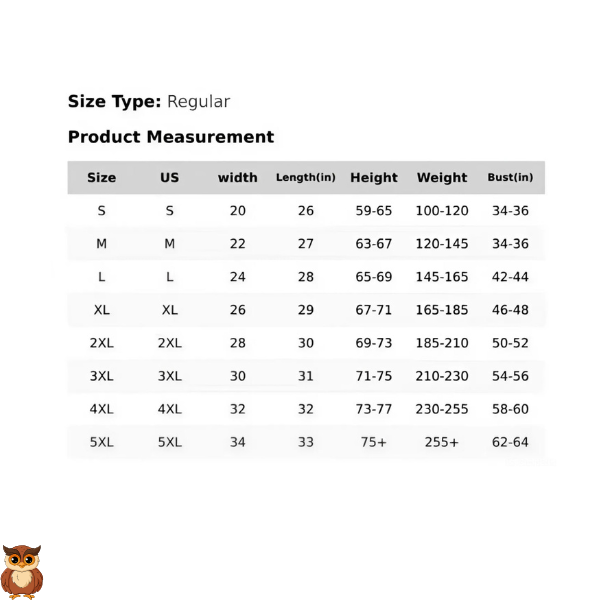 Size Type: Regular
Product Measurement
Size US width Length(in) Height Weight Bust(in)
S S 20 26 59-65 100-120 34-36
M M 22 27 63-67 120-145 34-36
L L 24 28 65-69 145-165 42-44
XL XL 26 29 67-71 165-185 46-48
2XL 2XL 28 30 69-73 185-210 50-52
3XL 3XL 30 31 71-75 210-230 54-56
4XL 4XL 32 32 73-77 230-255 58-60
5XL 5XL 34 33 75+ 255+ 62-64